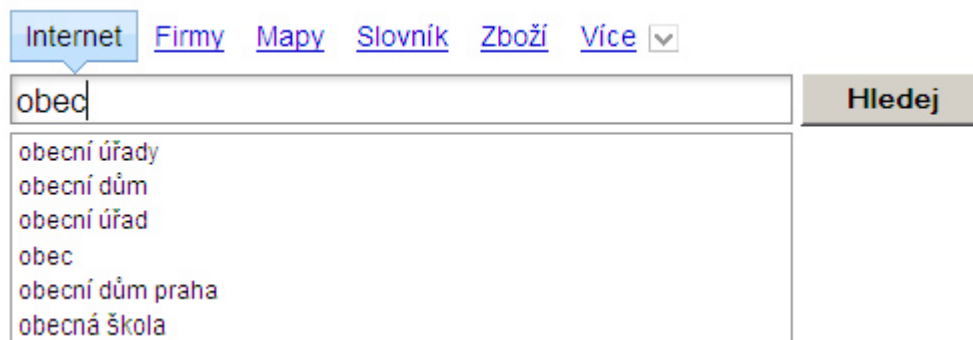 Internet Firmy Mapy Slovník Zboží Více
obec Hledej
obecní úřady
obecní dům
obecní úřad
obec
obecní dům praha
obecná škola